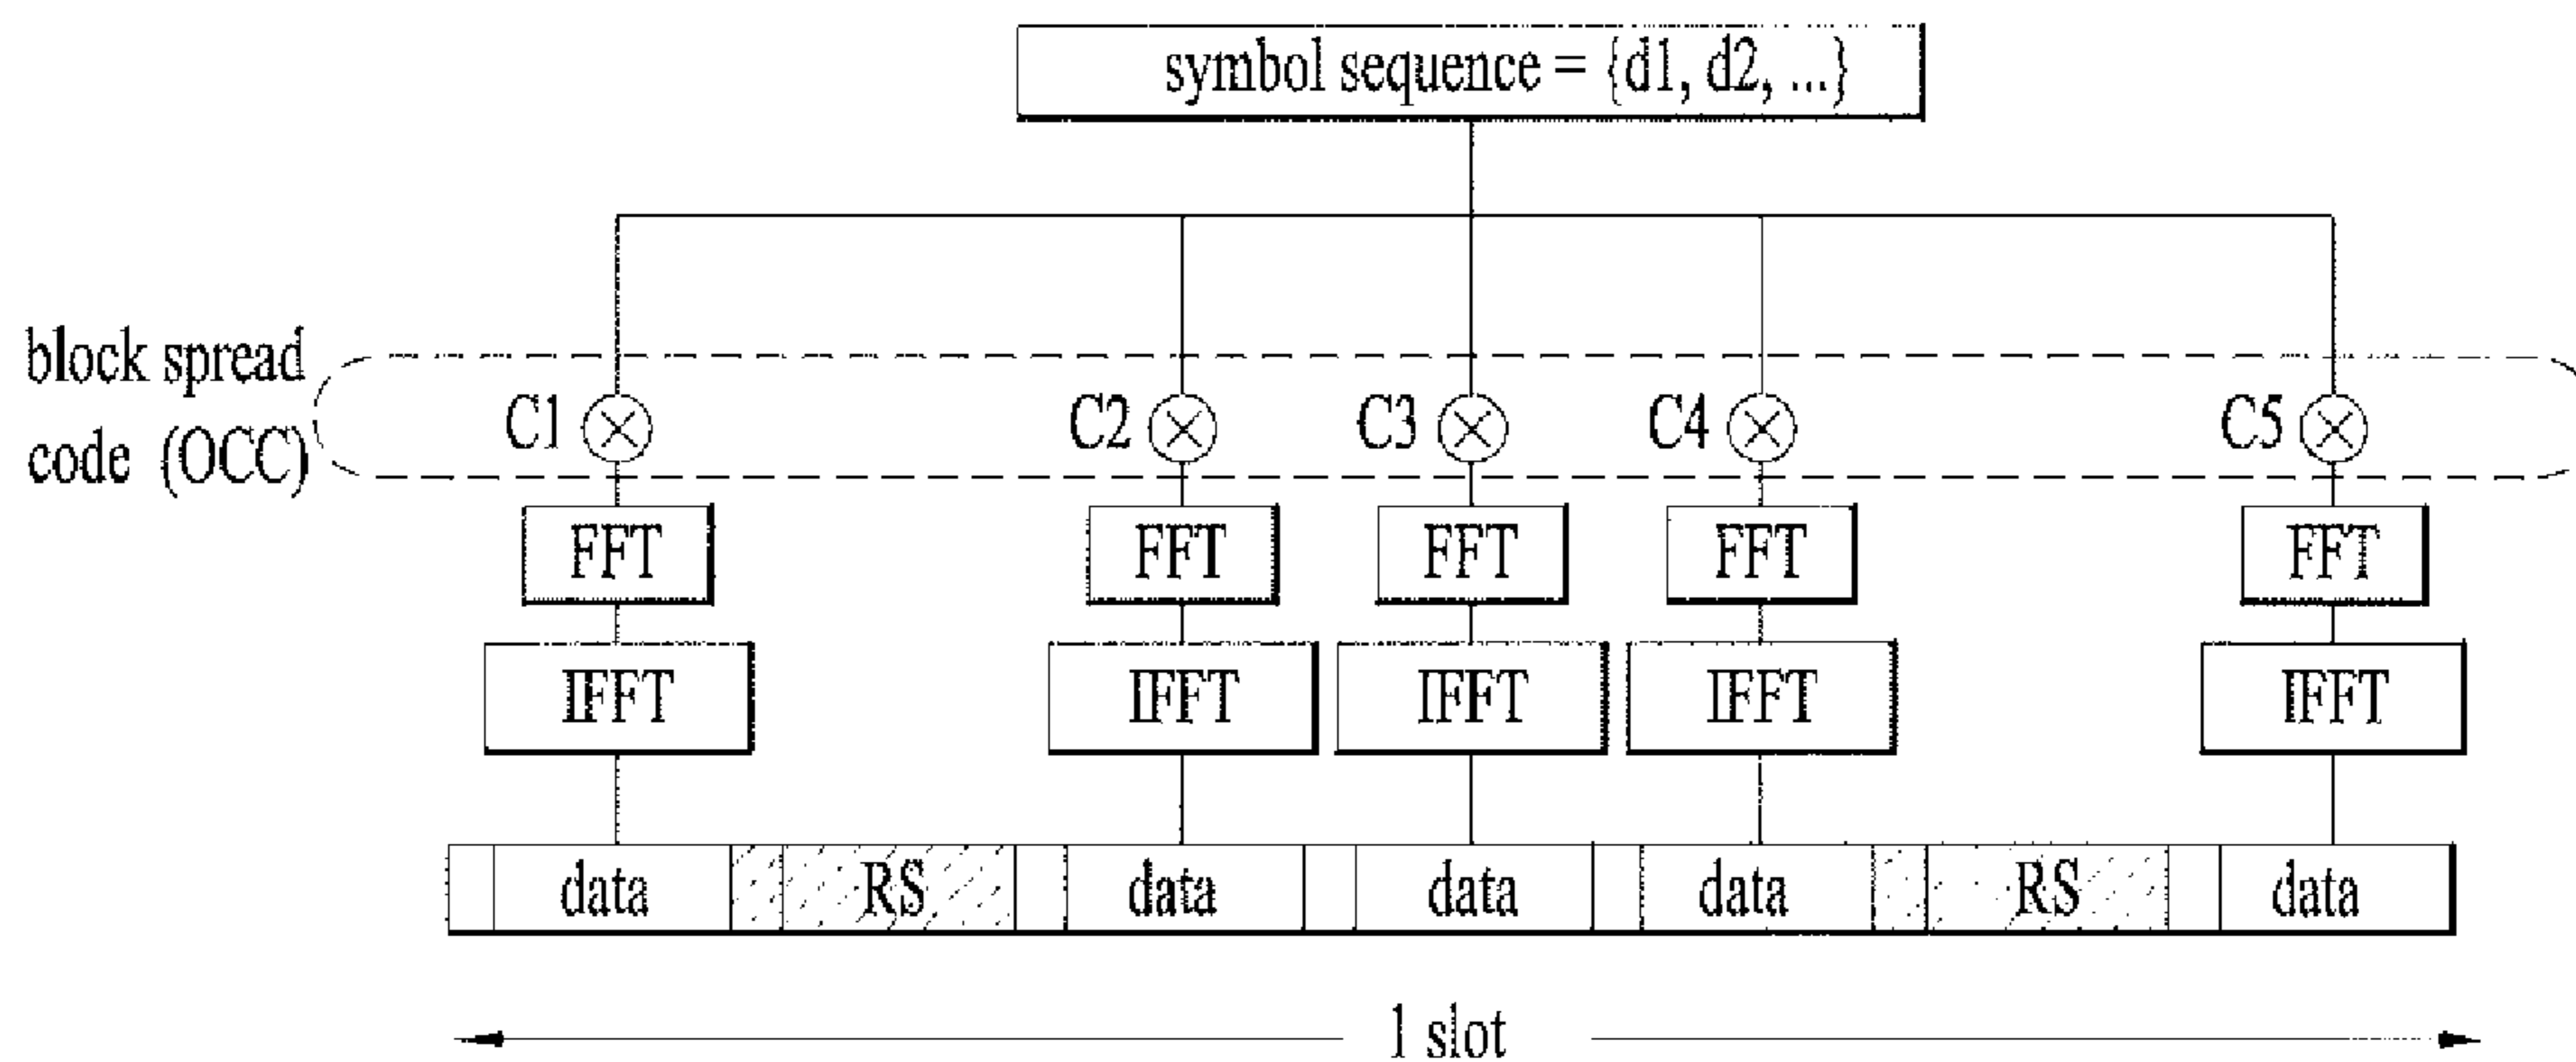 symbol sequence = {d1, d2, ...}
block spread
code (OCC)
C1 C2 C3 C4 C5
FFT FFT FFT FFT FFT
IFFT IFFT IFFT IFFT IFFT
data RS data data data RS data
1 slot